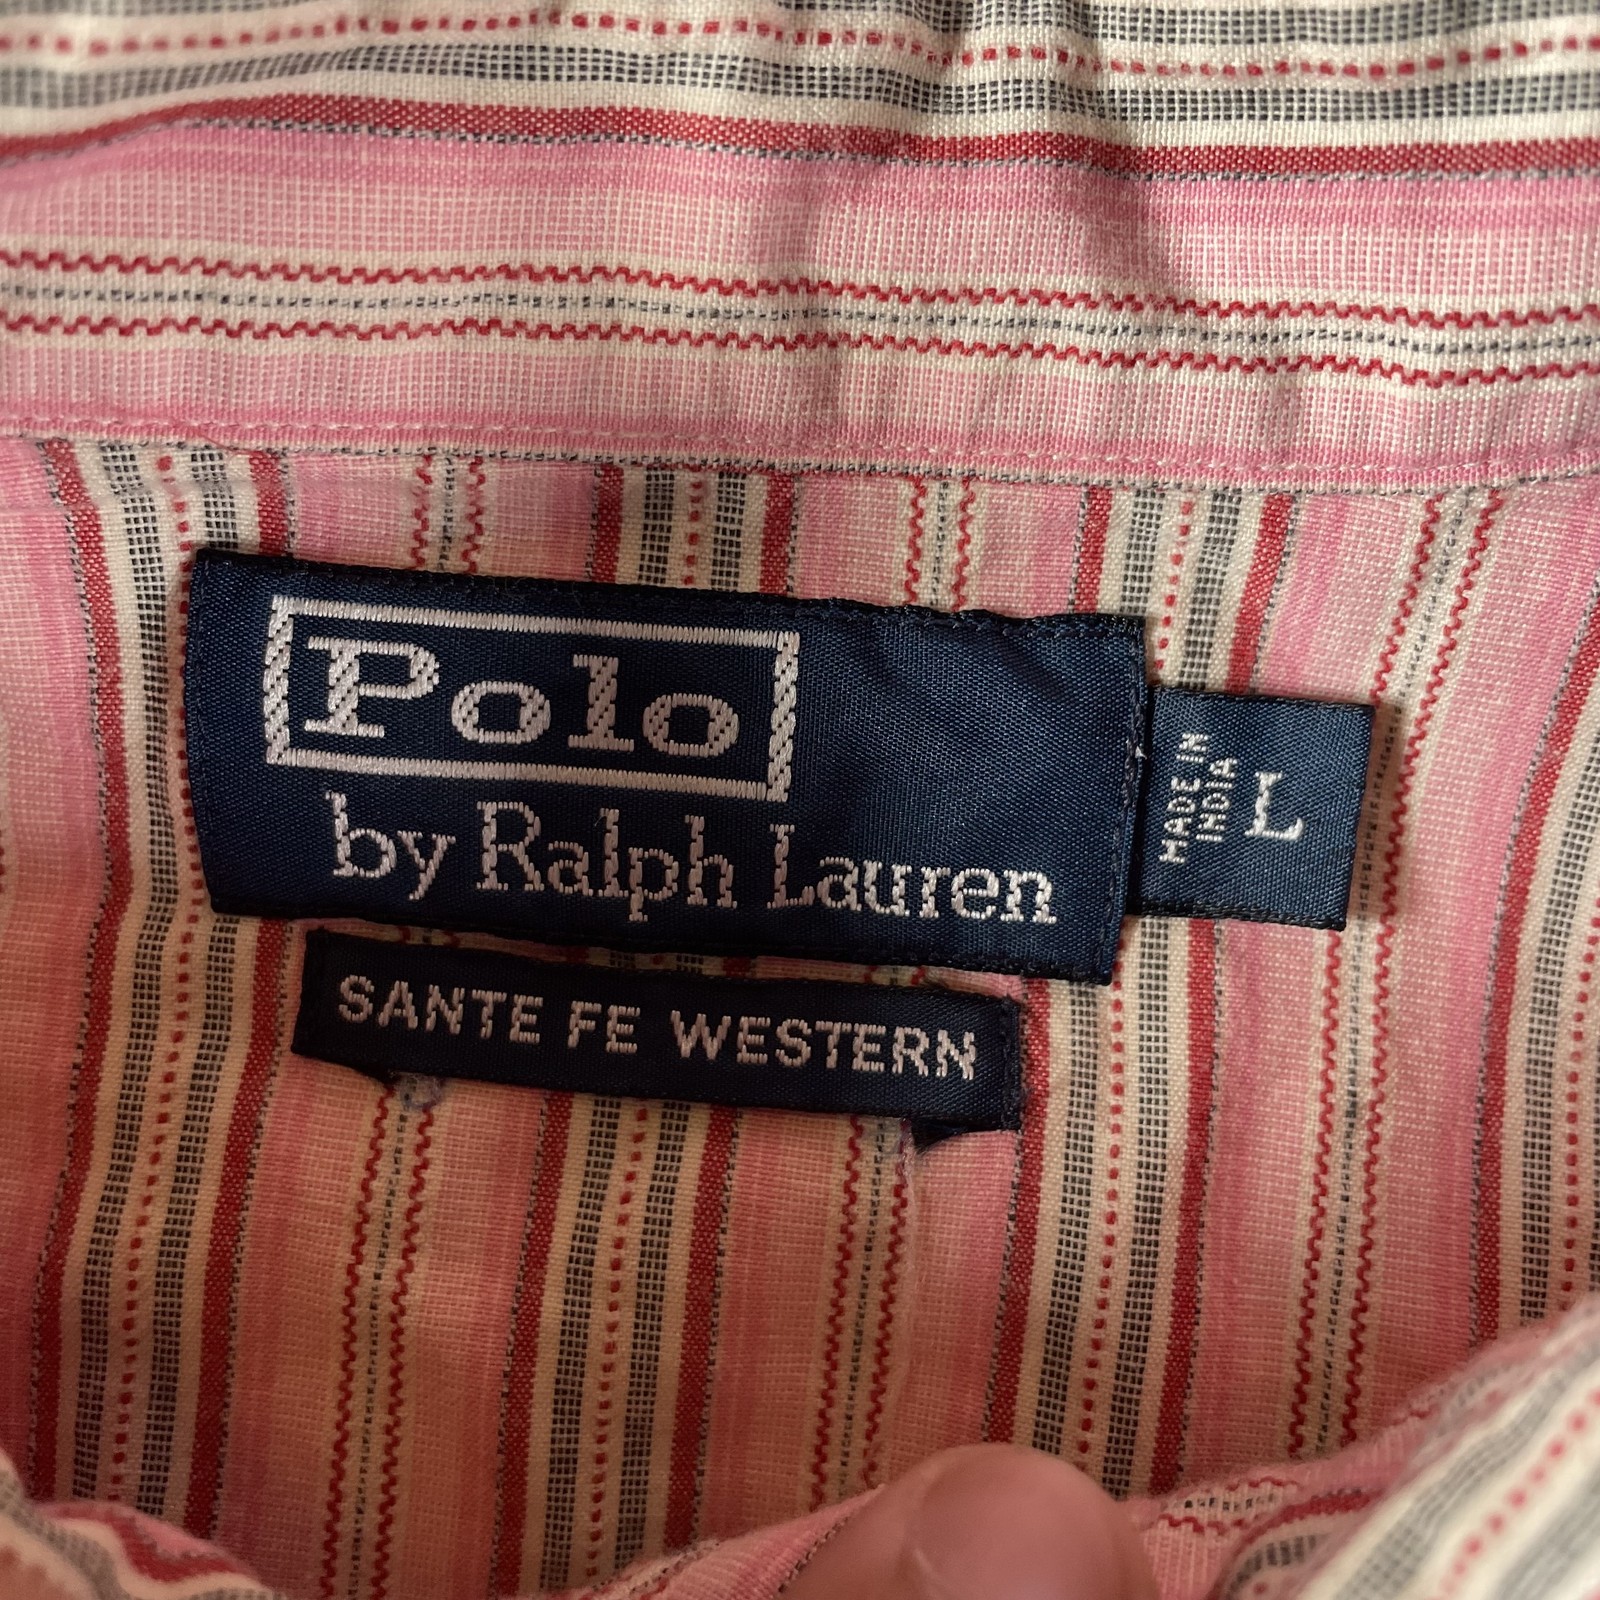 Polo
by Ralph Lauren
MADE IN
INDIA
L
SANTE FE WESTERN